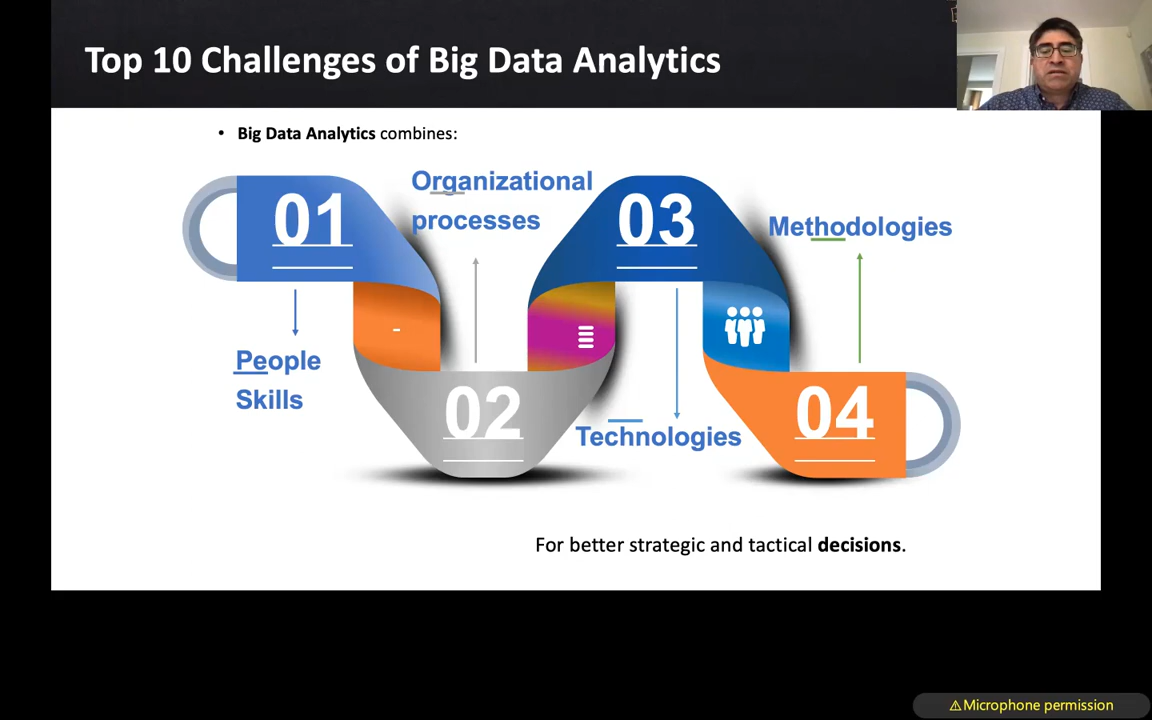 Top 10 Challenges of Big Data Analytics
• Big Data Analytics combines:
01
People
Skills
Organizational
processes
02
03
Technologies
Methodologies
04
For better strategic and tactical decisions.
⚠Microphone permission